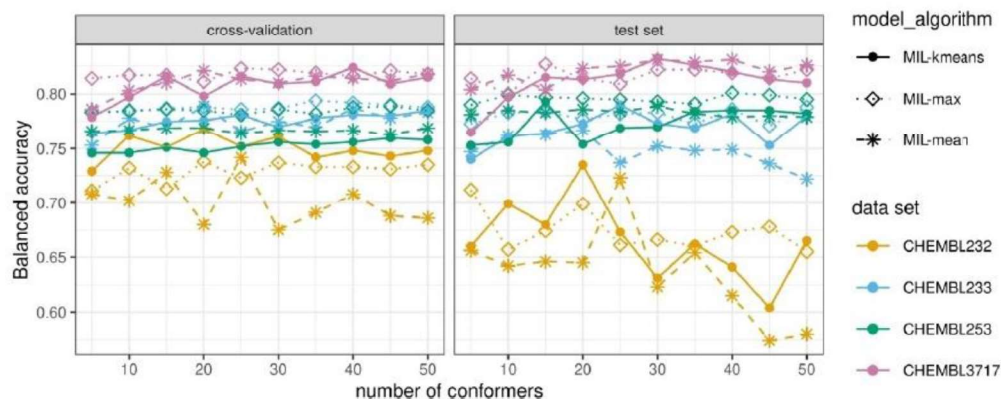 cross-validation
test set
Balanced accuracy
0.80
0.75
0.70
0.65
0.60
10 20 30 40 50
10 20 30 40 50
number of conformers
model_algorithm
MIL-kmeans
MIL-max
MIL-mean
data set
CHEMBL232
CHEMBL233
CHEMBL253
CHEMBL3717